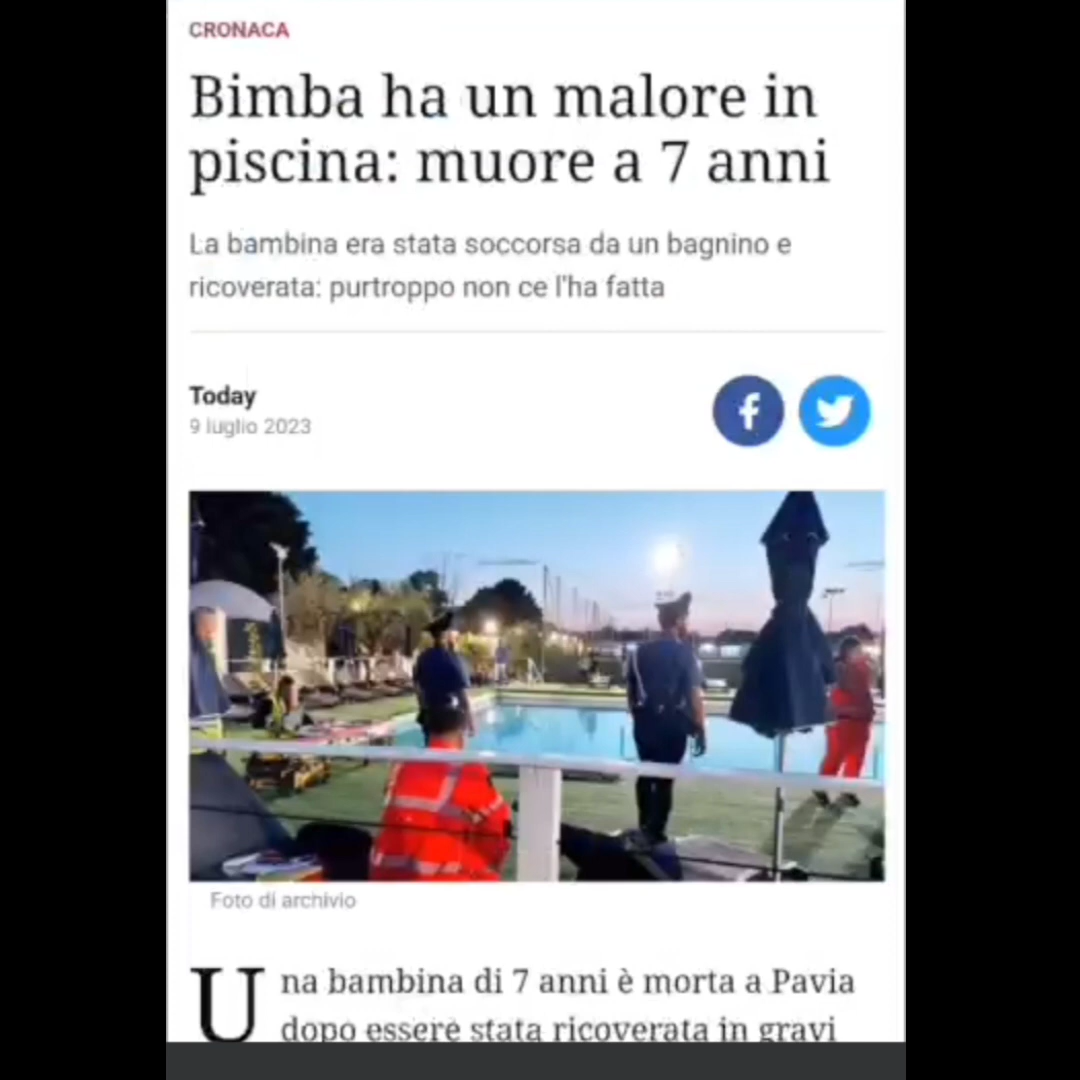 CRONACA
Bimba ha un malore in
piscina: muore a 7 anni
La bambina era stata soccorsa da un bagnino e
ricoverata: purtroppo non ce l'ha fatta
Today
9 luglio 2023
Foto di archivio
Una bambina di 7 anni è morta a Pavia
dopo essere stata ricoverata in gravi